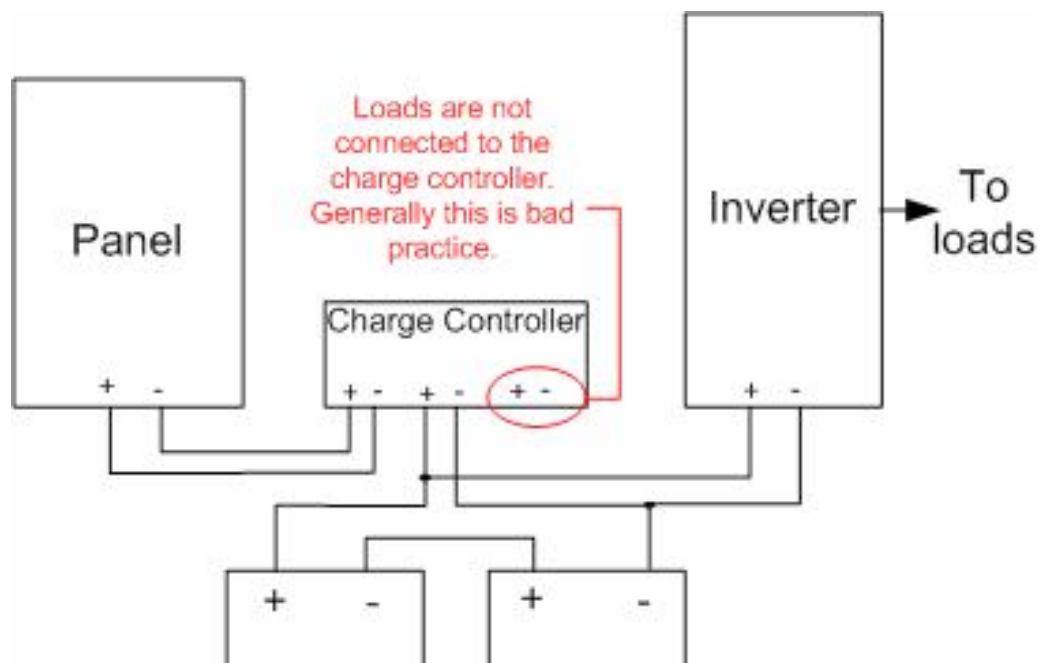 Loads are not
connected to the
charge controller.
Generally this is bad
practice.
Panel
Inverter
To
loads
Charge Controller
+ -
+ - + - + -
+ -
+ - + -